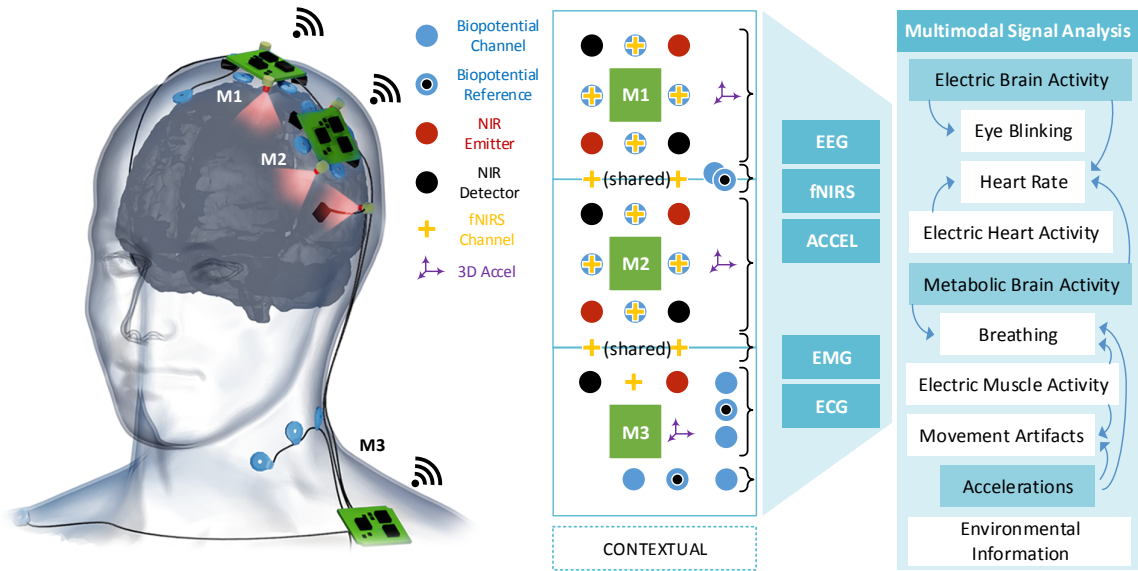 M1
M2
M3
Biopotential
Channel
Biopotential
Reference
NIR
Emitter
NIR
Detector
fNIRS
Channel
3D Accel
M1
(shared)
M2
(shared)
M3
CONTEXTUAL
EEG
fNIRS
ACCEL
EMG
ECG
Multimodal Signal Analysis
Electric Brain Activity
Eye Blinking
Heart Rate
Electric Heart Activity
Metabolic Brain Activity
Breathing
Electric Muscle Activity
Movement Artifacts
Accelerations
Environmental
Information